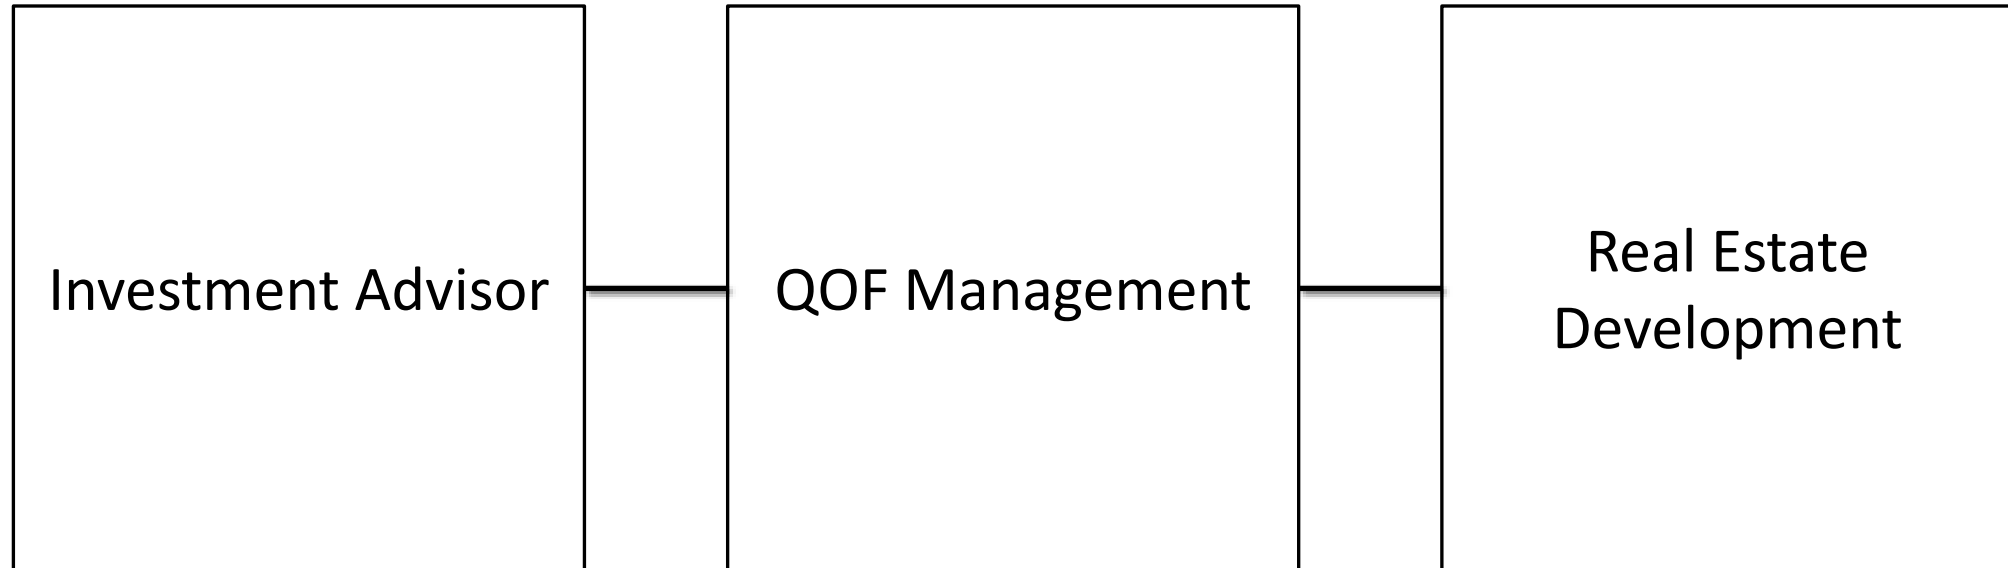 Investment Advisor
QOF Management
Real Estate
Development